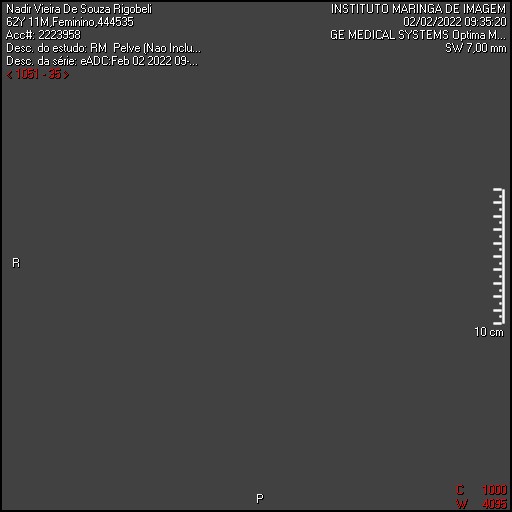 Nadir Vieira De Souza Rigobeli
62Y 11M,Feminino,444535
Acc#: 2223958
Desc. do estudo: RM Pelve (Nao Inclu...
Desc. da série: eADC:Feb 02 2022 09-...
< 1051 - 35 >
INSTITUTO MARINGA DE IMAGEM
02/02/2022 09:35:20
GE MEDICAL SYSTEMS Optima M...
SW 7,00 mm
R
10 cm
P
C 1000
W 4095